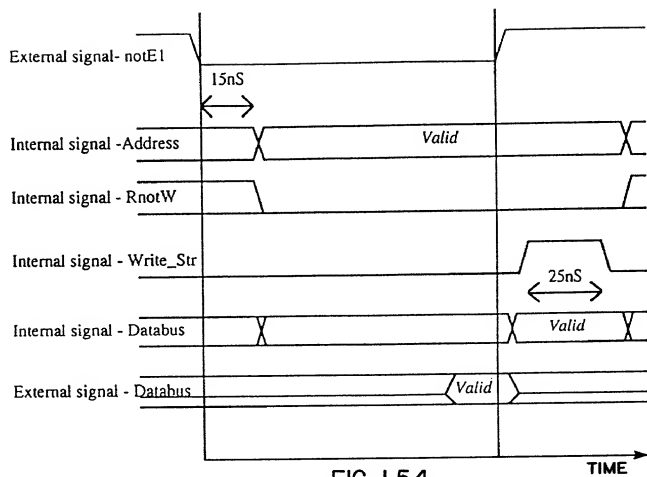 External signal- notE1
15nS
Internal signal -Address
Valid
Internal signal - RnotW
Internal signal - Write_Str
25nS
Internal signal - Databus
Valid
External signal - Databus
Valid
TIME